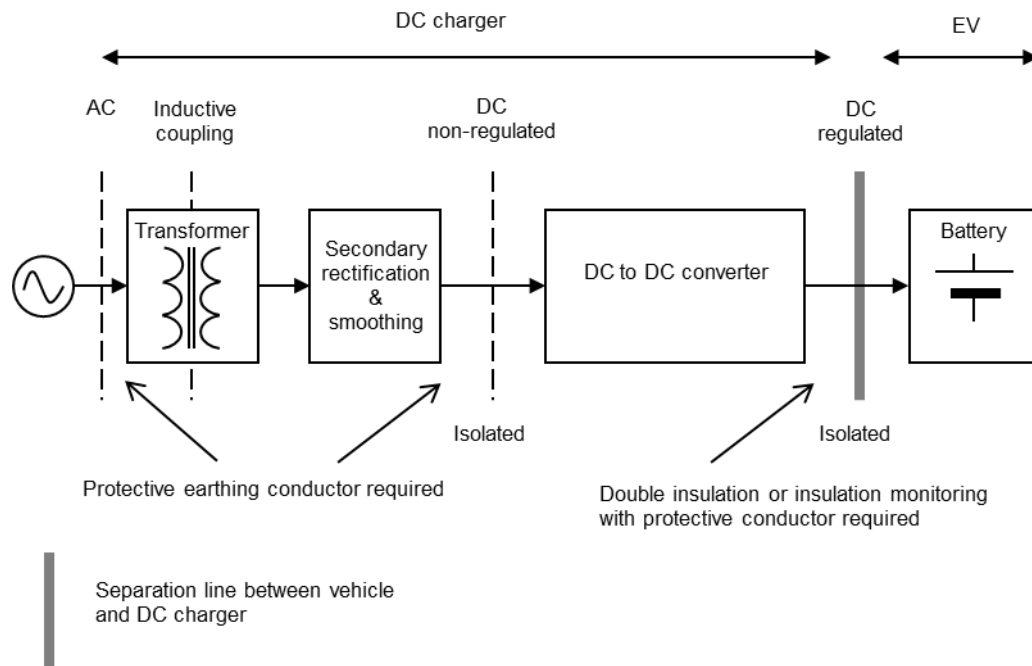 DC charger
EV
AC
Inductive
coupling
DC
non-regulated
DC
regulated
Transformer
Secondary
rectification
&
smoothing
DC to DC converter
Battery
Isolated
Isolated
Protective earthing conductor required
Double insulation or insulation monitoring
with protective conductor required
Separation line between vehicle
and DC charger